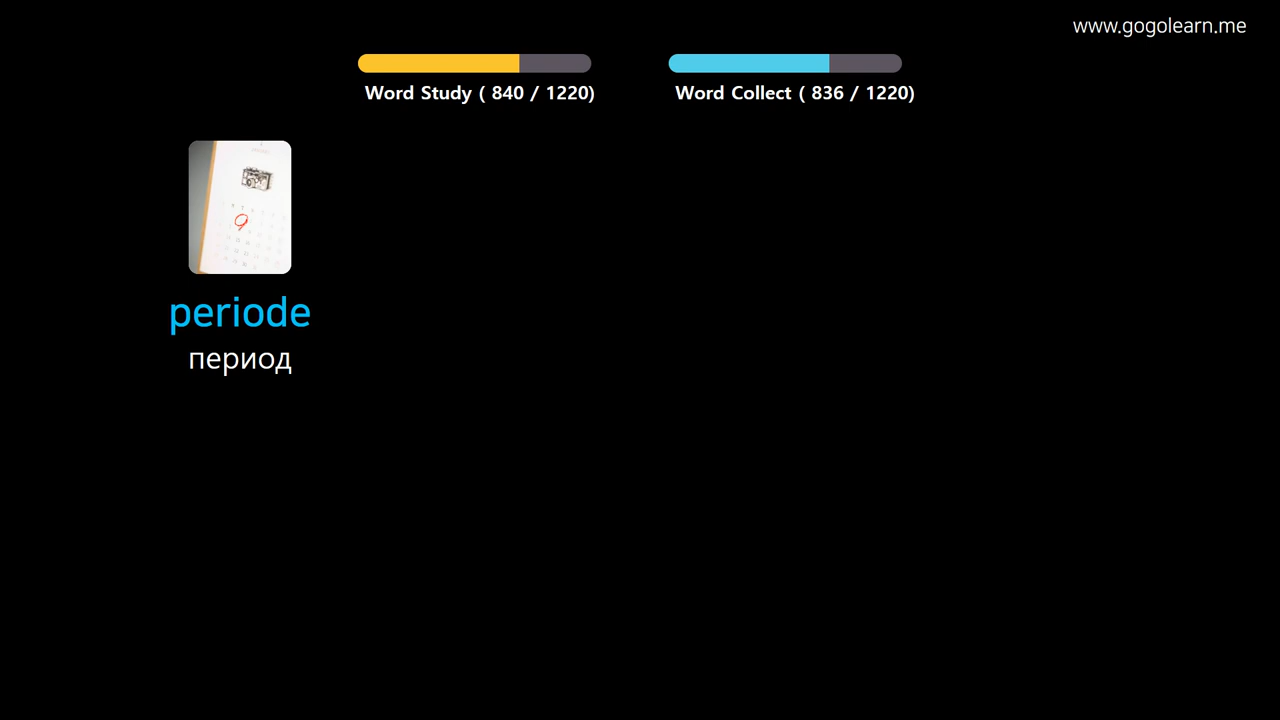 www.gogolearn.me
Word Study ( 840 / 1220)
Word Collect ( 836 / 1220)
periode
период